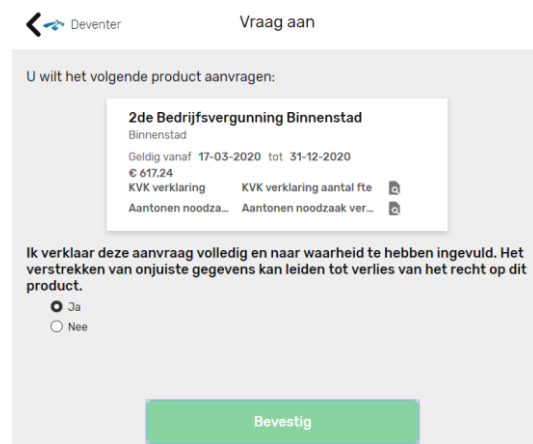 Deventer
Vraag aan
U wilt het volgende product aanvragen:
2de Bedrijfsvergunning Binnenstad
Binnenstad
Geldig vanaf 17-03-2020 tot 31-12-2020
€ 617,24
KVK verklaring KVK verklaring aantal fte
Aantonen noodza... Aantonen noodzaak ver...
Ik verklaar deze aanvraag volledig en naar waarheid te hebben ingevuld. Het
verstrekken van onjuiste gegevens kan leiden tot verlies van het recht op dit
product.
Ja
Nee
Bevestig